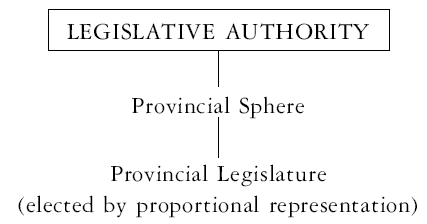 LEGISLATIVE AUTHORITY
Provincial Sphere
Provincial Legislature
(elected by proportional representation)